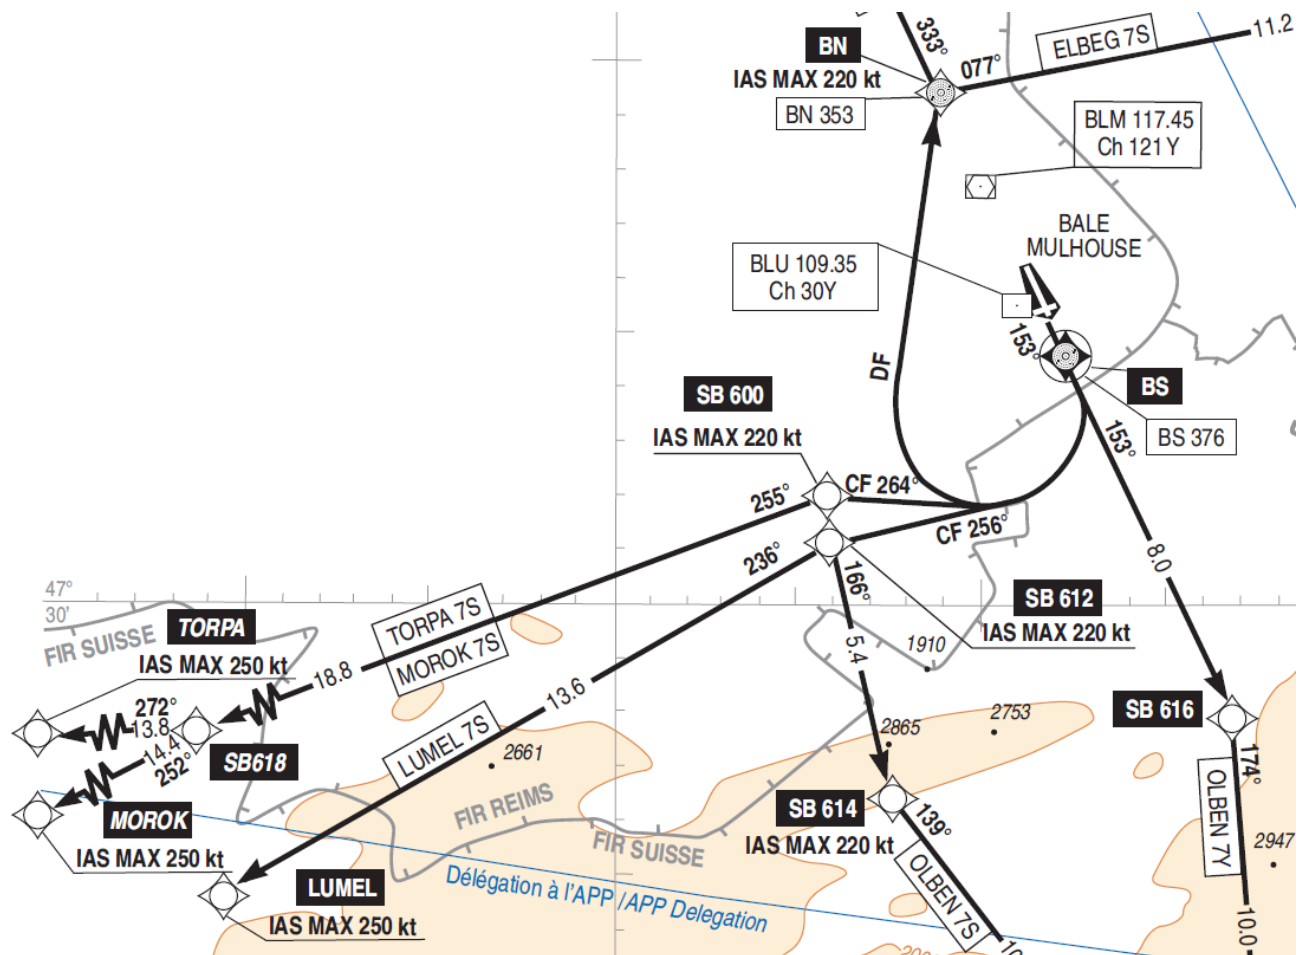 333°
BN
IAS MAX 220 kt
BN 353
077°
ELBEG 7S
11.2
BLM 117.45
Ch 121 Y
BALE
MULHOUSE
BLU 109.35
Ch 30Y
153°
DF
BS
BS 376
SB 600
IAS MAX 220 kt
153°
255°
CF 264°
CF 256°
236°
166°
8.0
47°
30'
FIR SUISSE
TORPA
IAS MAX 250 kt
TORPA 7S
MOROK 7S
18.8
SB 612
IAS MAX 220 kt
5.4
1910
13.6
272°
13.8
14.4
252°
SB618
SB 616
174°
LUMEL 7S
2661
2865
2753
OLBEN 7Y
MOROK
IAS MAX 250 kt
FIR REIMS
FIR SUISSE
SB 614
IAS MAX 220 kt
139°
OLBEN 7S
2947
LUMEL
IAS MAX 250 kt
Délégation à l'APP / APP Delegation
10.0